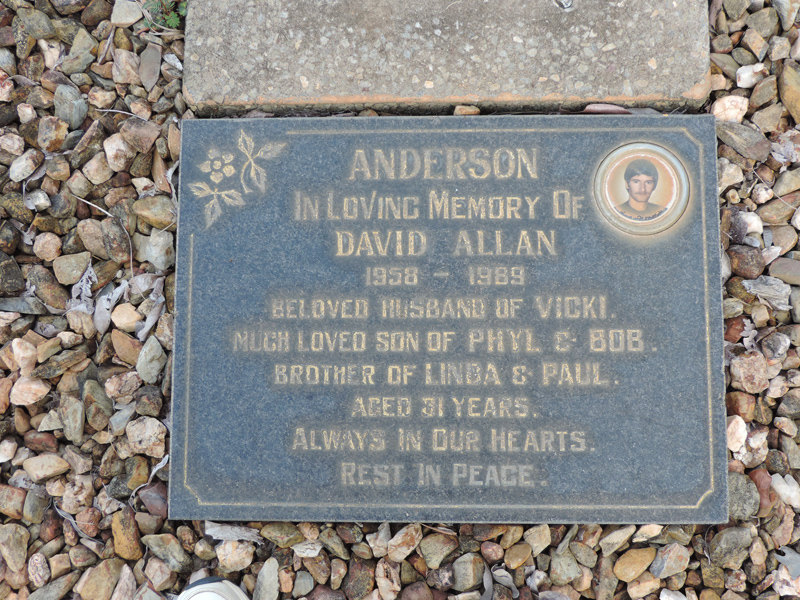 ANDERSON
IN LOVING MEMORY OF
DAVID ALLAN
1958 - 1989
BELOVED HUSBAND OF VICKI.
MUCH LOVED SON OF PHYL & BOB.
BROTHER OF LINDA & PAUL.
AGED 31 YEARS.
ALWAYS IN OUR HEARTS.
REST IN PEACE.